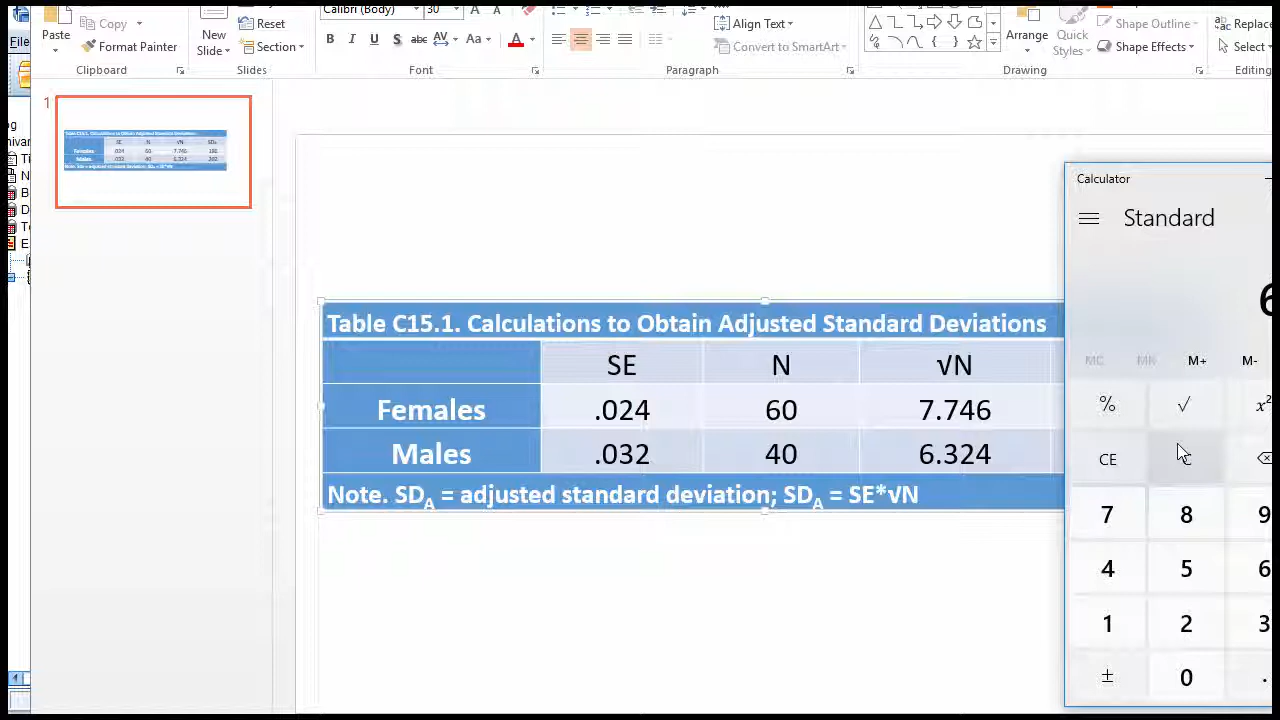 Paste
Copy
Format Painter
Clipboard
New
Slide
Reset
Section
Slides
Calibri (Body)
30
A A
B I U S abc AV Aa A
Font
Paragraph
Align Text
Convert to SmartArt
Arrange
Quick
Styles
Shape Outline
Shape Effects
Drawing
Replace
Select
Editing
File
1
Table C15.1. Calculations to Obtain Adjusted Standard Deviations
SE N √N
Females .024 60 7.746
Males .032 40 6.324
Note. SDA = adjusted standard deviation; SDA = SE*√N
Calculator
Standard
6
MC MR M+ M-
% √ x²
CE C
7 8 9
4 5 6
1 2 3
± 0 .